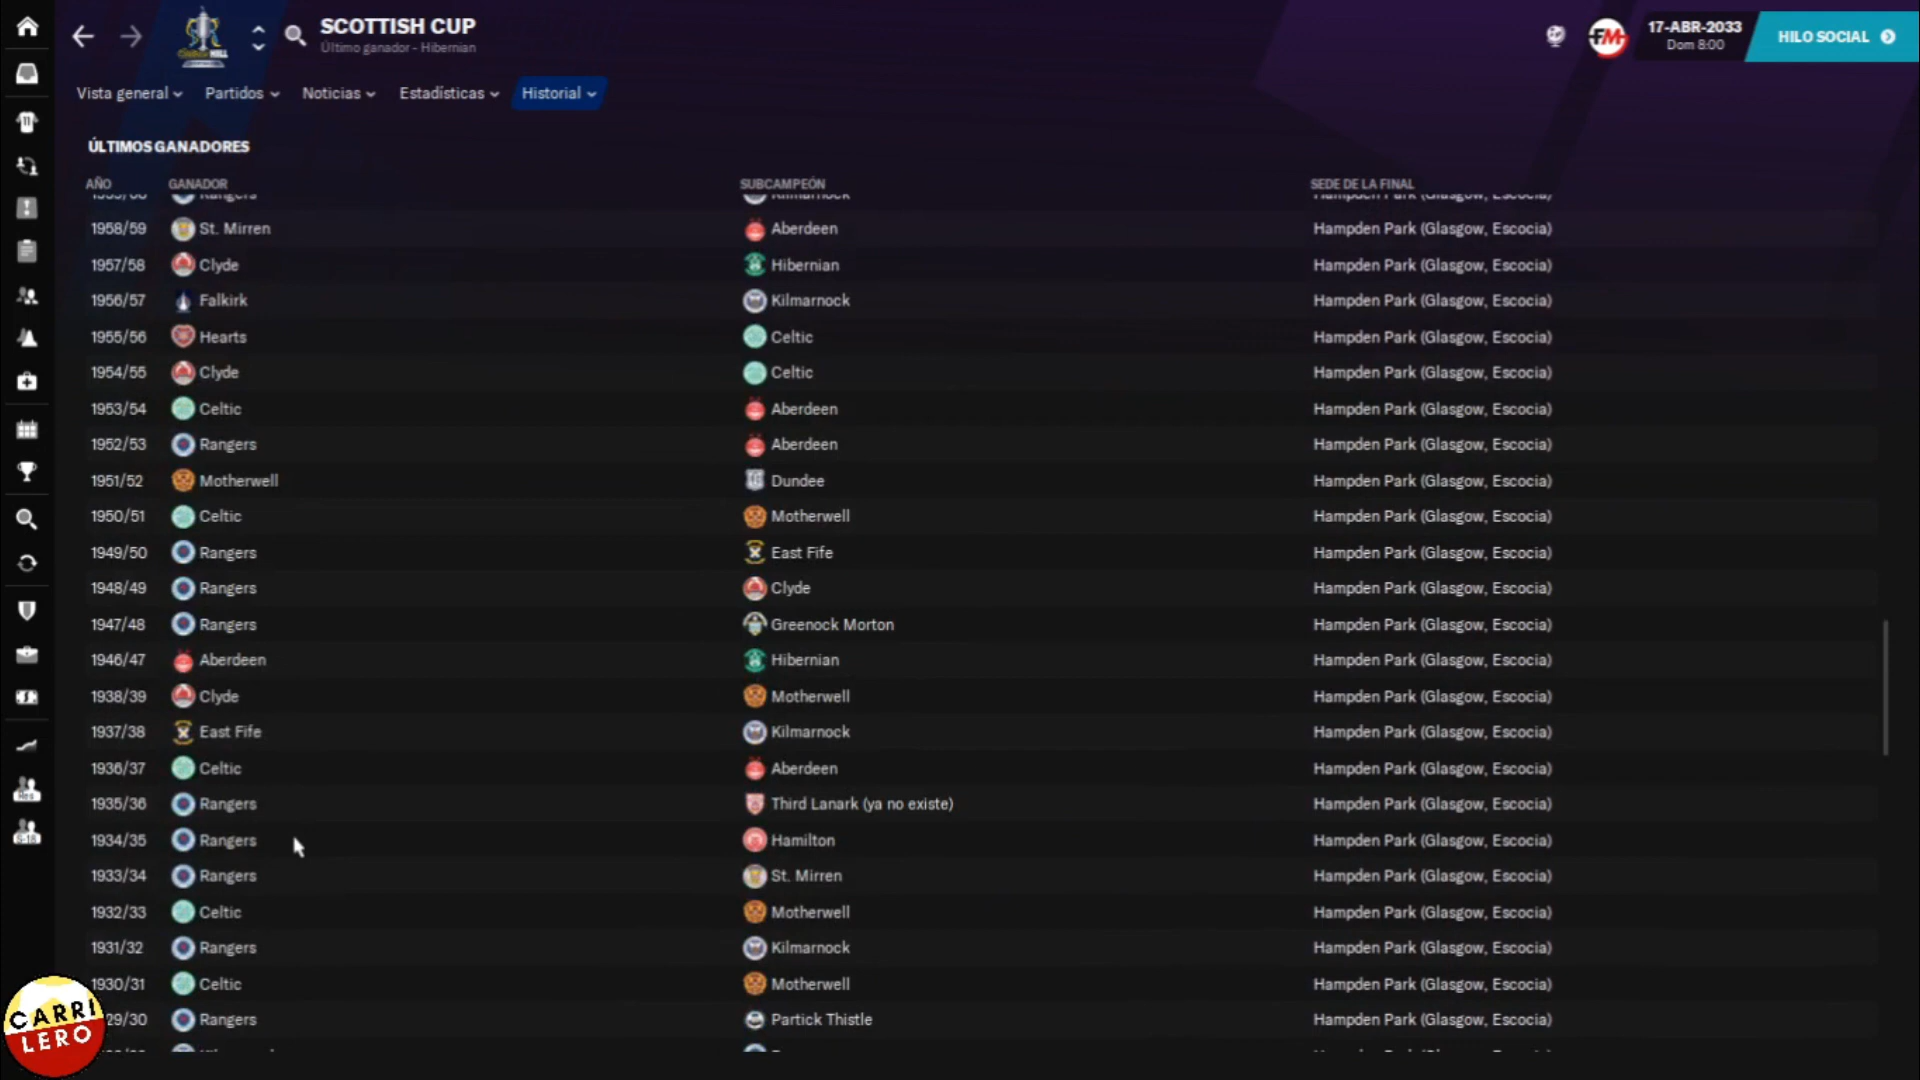 SCOTTISH CUP
Último ganador - Hibernian
17-ABR-2033
Dom 8:00
HILO SOCIAL
Vista general
Partidos
Noticias
Estadísticas
Historial
ÚLTIMOS GANADORES
AÑO GANADOR SUBCAMPEÓN SEDE DE LA FINAL
Rangers Kilmarnock Hampden Park (Glasgow, Escocia)
1958/59 St. Mirren Aberdeen Hampden Park (Glasgow, Escocia)
1957/58 Clyde Hibernian Hampden Park (Glasgow, Escocia)
1956/57 Falkirk Kilmarnock Hampden Park (Glasgow, Escocia)
1955/56 Hearts Celtic Hampden Park (Glasgow, Escocia)
1954/55 Clyde Celtic Hampden Park (Glasgow, Escocia)
1953/54 Celtic Aberdeen Hampden Park (Glasgow, Escocia)
1952/53 Rangers Aberdeen Hampden Park (Glasgow, Escocia)
1951/52 Motherwell Dundee Hampden Park (Glasgow, Escocia)
1950/51 Celtic Motherwell Hampden Park (Glasgow, Escocia)
1949/50 Rangers East Fife Hampden Park (Glasgow, Escocia)
1948/49 Rangers Clyde Hampden Park (Glasgow, Escocia)
1947/48 Rangers Greenock Morton Hampden Park (Glasgow, Escocia)
1946/47 Aberdeen Hibernian Hampden Park (Glasgow, Escocia)
1938/39 Clyde Motherwell Hampden Park (Glasgow, Escocia)
1937/38 East Fife Kilmarnock Hampden Park (Glasgow, Escocia)
1936/37 Celtic Aberdeen Hampden Park (Glasgow, Escocia)
1935/36 Rangers Third Lanark (ya no existe) Hampden Park (Glasgow, Escocia)
1934/35 Rangers Hamilton Hampden Park (Glasgow, Escocia)
1933/34 Rangers St. Mirren Hampden Park (Glasgow, Escocia)
1932/33 Celtic Motherwell Hampden Park (Glasgow, Escocia)
1931/32 Rangers Kilmarnock Hampden Park (Glasgow, Escocia)
1930/31 Celtic Motherwell Hampden Park (Glasgow, Escocia)
29/30 Rangers Partick Thistle Hampden Park (Glasgow, Escocia)
CARRI
LERO